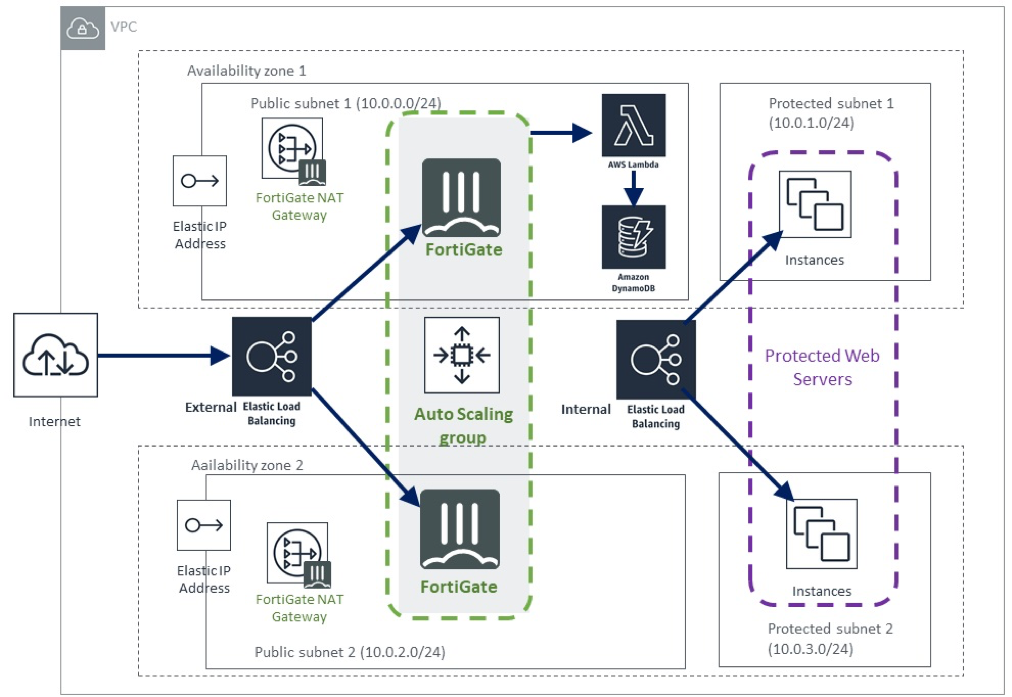 VPC
Availability zone 1
Public subnet 1 (10.0.0.0/24)
Protected subnet 1
(10.0.1.0/24)
AWS Lambda
FortiGate NAT
Gateway
Elastic IP
Address
FortiGate
Amazon
DynamoDB
Instances
Internet
External
Elastic Load
Balancing
Auto Scaling
group
Internal
Elastic Load
Balancing
Protected Web
Servers
Aailability zone 2
Elastic IP
Address
FortiGate NAT
Gateway
FortiGate
Instances
Public subnet 2 (10.0.2.0/24)
Protected subnet 2
(10.0.3.0/24)